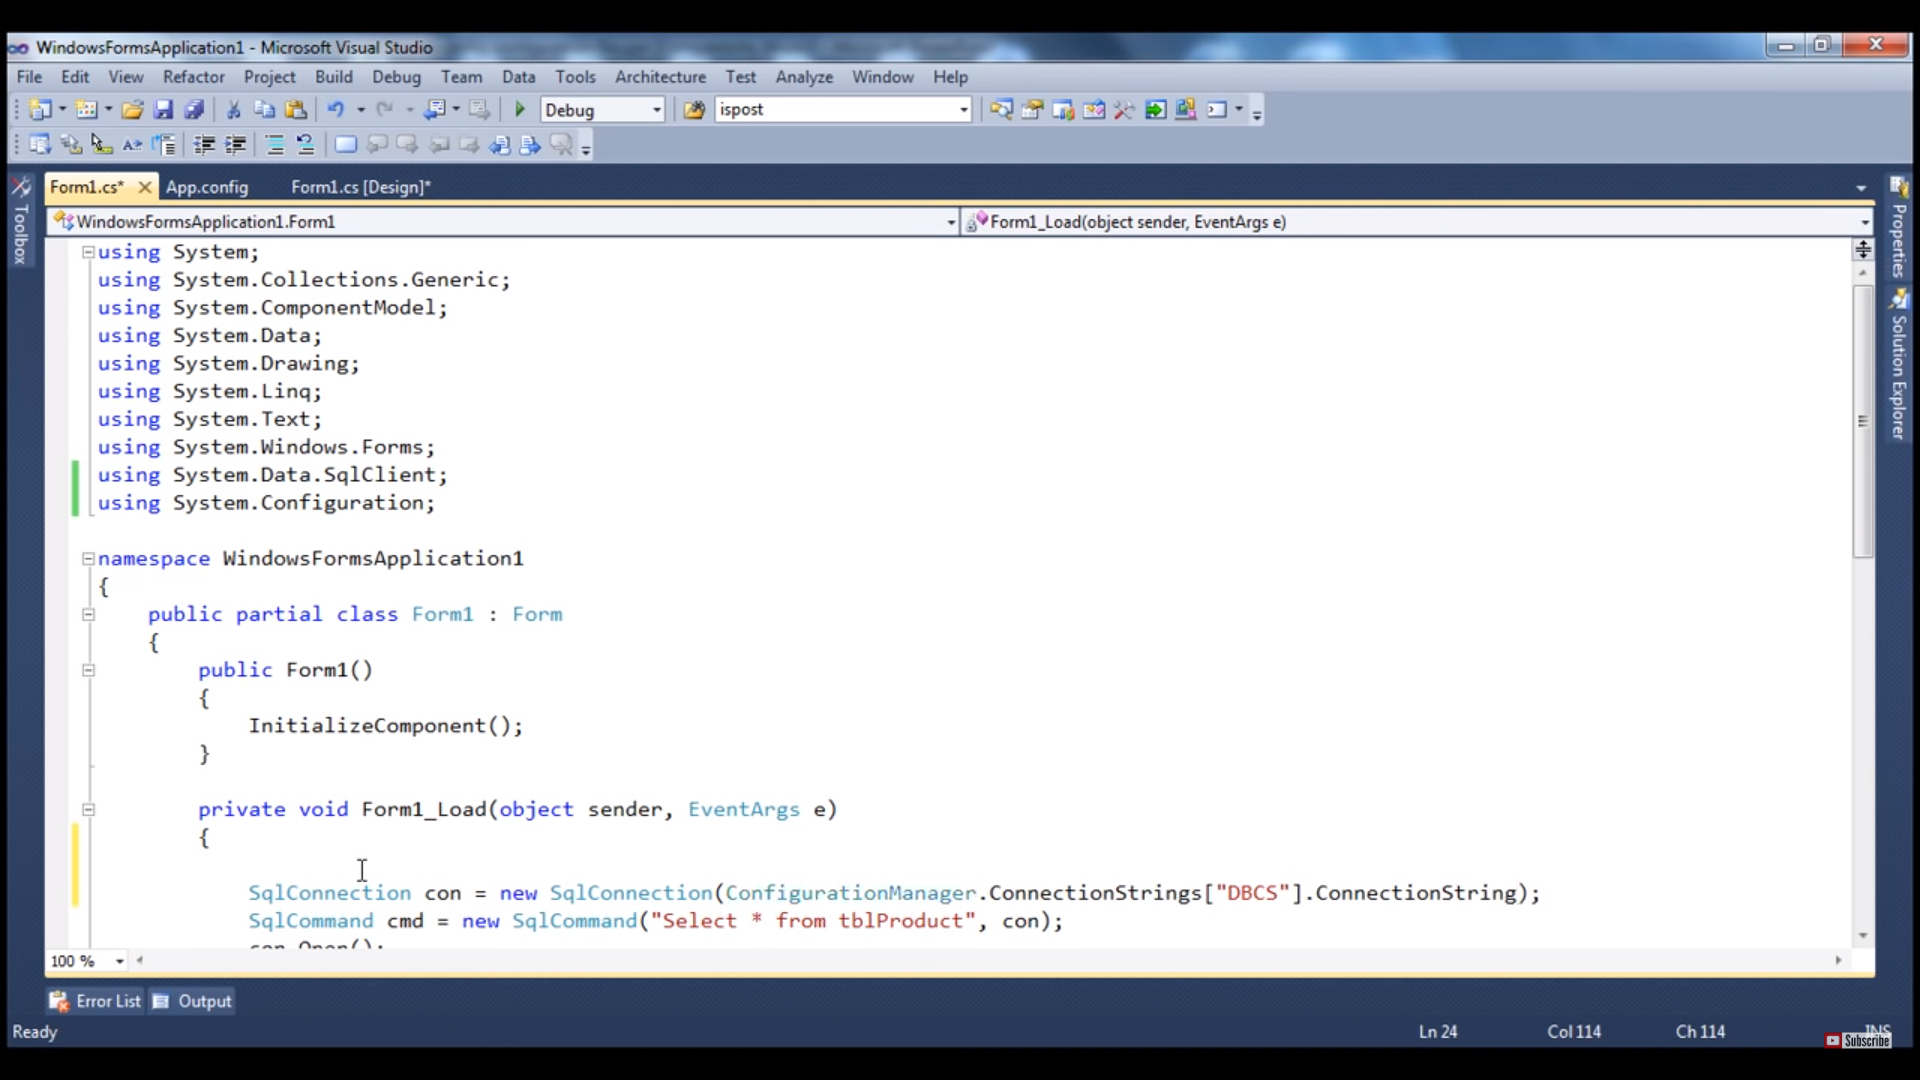 WindowsFormsApplication1 - Microsoft Visual Studio
File Edit View Refactor Project Build Debug Team Data Tools Architecture Test Analyze Window Help
Debug ispost
Form1.cs* App.config Form1.cs [Design]*
WindowsFormsApplication1.Form1 Form1_Load(object sender, EventArgs e)
Toolbox
Properties
Solution Explorer
using System;
using System.Collections.Generic;
using System.ComponentModel;
using System.Data;
using System.Drawing;
using System.Linq;
using System.Text;
using System.Windows.Forms;
using System.Data.SqlClient;
using System.Configuration;
namespace WindowsFormsApplication1
{
public partial class Form1 : Form
{
public Form1()
{
InitializeComponent();
}
private void Form1_Load(object sender, EventArgs e)
{
SqlConnection con = new SqlConnection(ConfigurationManager.ConnectionStrings["DBCS"].ConnectionString);
SqlCommand cmd = new SqlCommand("Select * from tblProduct", con);
con.Open();
100 %
Error List Output
Ready Ln 24 Col 114 Ch 114 INS
Subscribe